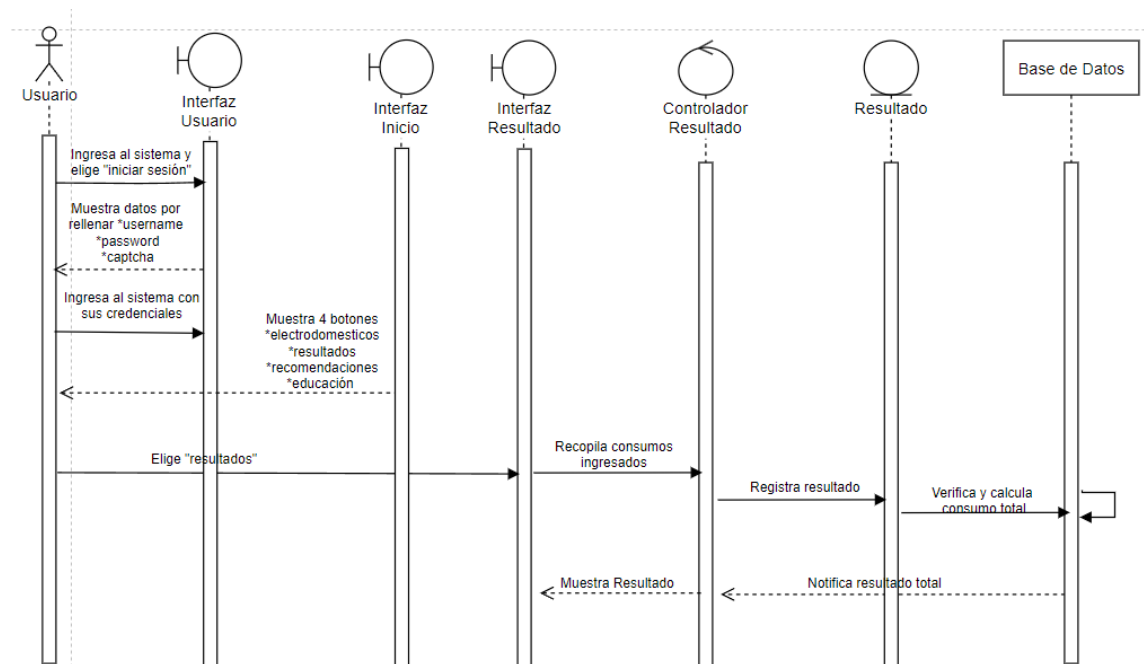 Usuario
Interfaz
Usuario
Interfaz
Inicio
Interfaz
Resultado
Controlador
Resultado
Resultado
Base de Datos
Ingresa al sistema y
elige "iniciar sesión"
Muestra datos por
rellenar *username
*password
*captcha
Ingresa al sistema con
sus credenciales
Muestra 4 botones
*electrodomesticos
*resultados
*recomendaciones
*educación
Elige "resultados"
Recopila consumos
ingresados
Registra resultado
Verifica y calcula
consumo total
Muestra Resultado
Notifica resultado total